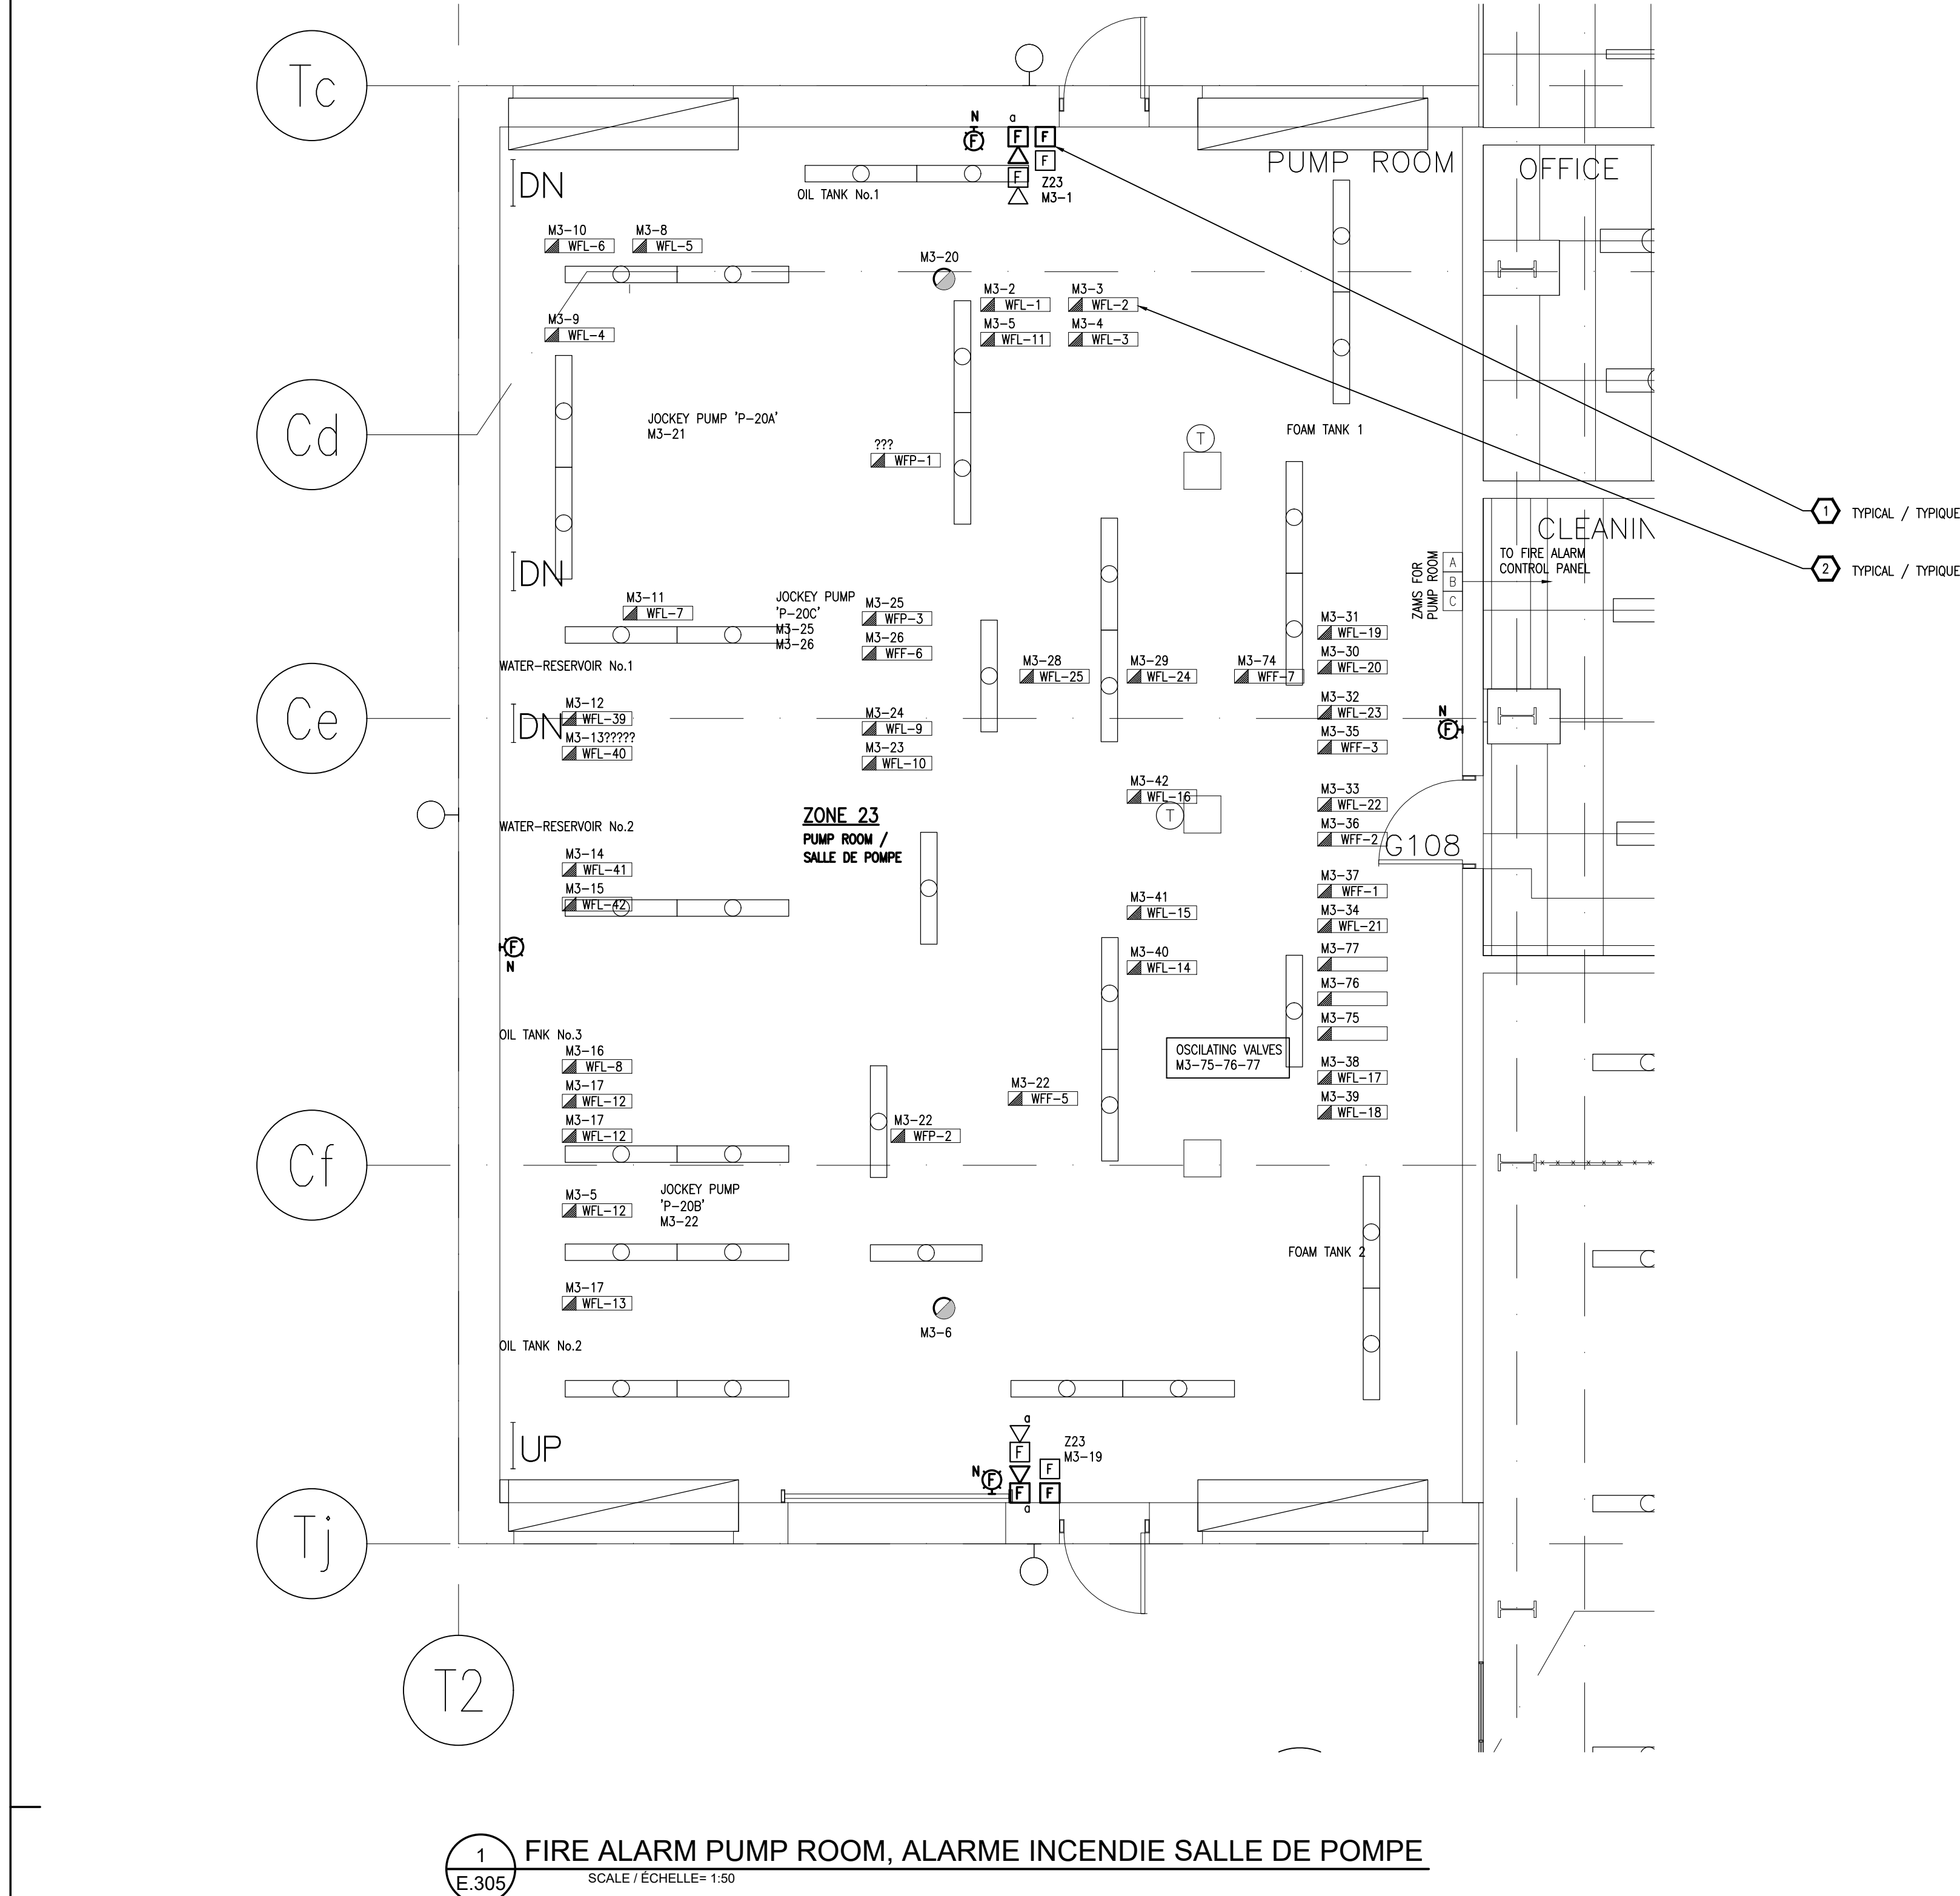 Tc
N
F
a
F
F
F
F
Z23
M3-1
PUMP ROOM
OFFICE
DN
OIL TANK No.1
M3-10
WFL-6
M3-8
WFL-5
M3-20
M3-2
WFL-1
M3-3
WFL-2
M3-9
WFL-4
M3-5
WFL-11
M3-4
WFL-3
Cd
JOCKEY PUMP 'P-20A'
M3-21
???
WFP-1
T
FOAM TANK 1
1
TYPICAL / TYPIQUE
2
TYPICAL / TYPIQUE
CLEANIN
TO FIRE ALARM
CONTROL PANEL
ZAMS FOR
PUMP ROOM
A
B
C
DN
M3-11
WFL-7
JOCKEY PUMP
'P-20C'
M3-25
M3-26
M3-25
WFP-3
M3-26
WFF-6
M3-31
WFL-19
M3-30
WFL-20
WATER-RESERVOIR No.1
M3-28
WFL-25
M3-29
WFL-24
M3-74
WFF-7
Ce
DN
M3-12
WFL-39
M3-13?????
WFL-40
M3-24
WFL-9
M3-23
WFL-10
M3-32
WFL-23
M3-35
WFF-3
N
F
M3-42
WFL-16
T
M3-33
WFL-22
M3-36
WFF-2
G108
ZONE 23
PUMP ROOM /
SALLE DE POMPE
WATER-RESERVOIR No.2
M3-14
WFL-41
M3-15
WFL-42
M3-37
WFF-1
M3-34
WFL-21
M3-41
WFL-15
M3-40
WFL-14
F
N
M3-77
M3-76
M3-75
OIL TANK No.3
M3-16
WFL-8
M3-17
WFL-12
M3-17
WFL-12
OSCILATING VALVES
M3-75-76-77
M3-38
WFL-17
M3-39
WFL-18
M3-22
WFF-5
M3-22
WFP-2
Cf
M3-5
WFL-12
JOCKEY PUMP
'P-20B'
M3-22
FOAM TANK 2
M3-17
WFL-13
M3-6
OIL TANK No.2
UP
a
F
Z23
M3-19
N
F
F
F
F
a
Tj
T2
1
E.305
FIRE ALARM PUMP ROOM, ALARME INCENDIE SALLE DE POMPE
SCALE / ÉCHELLE= 1:50